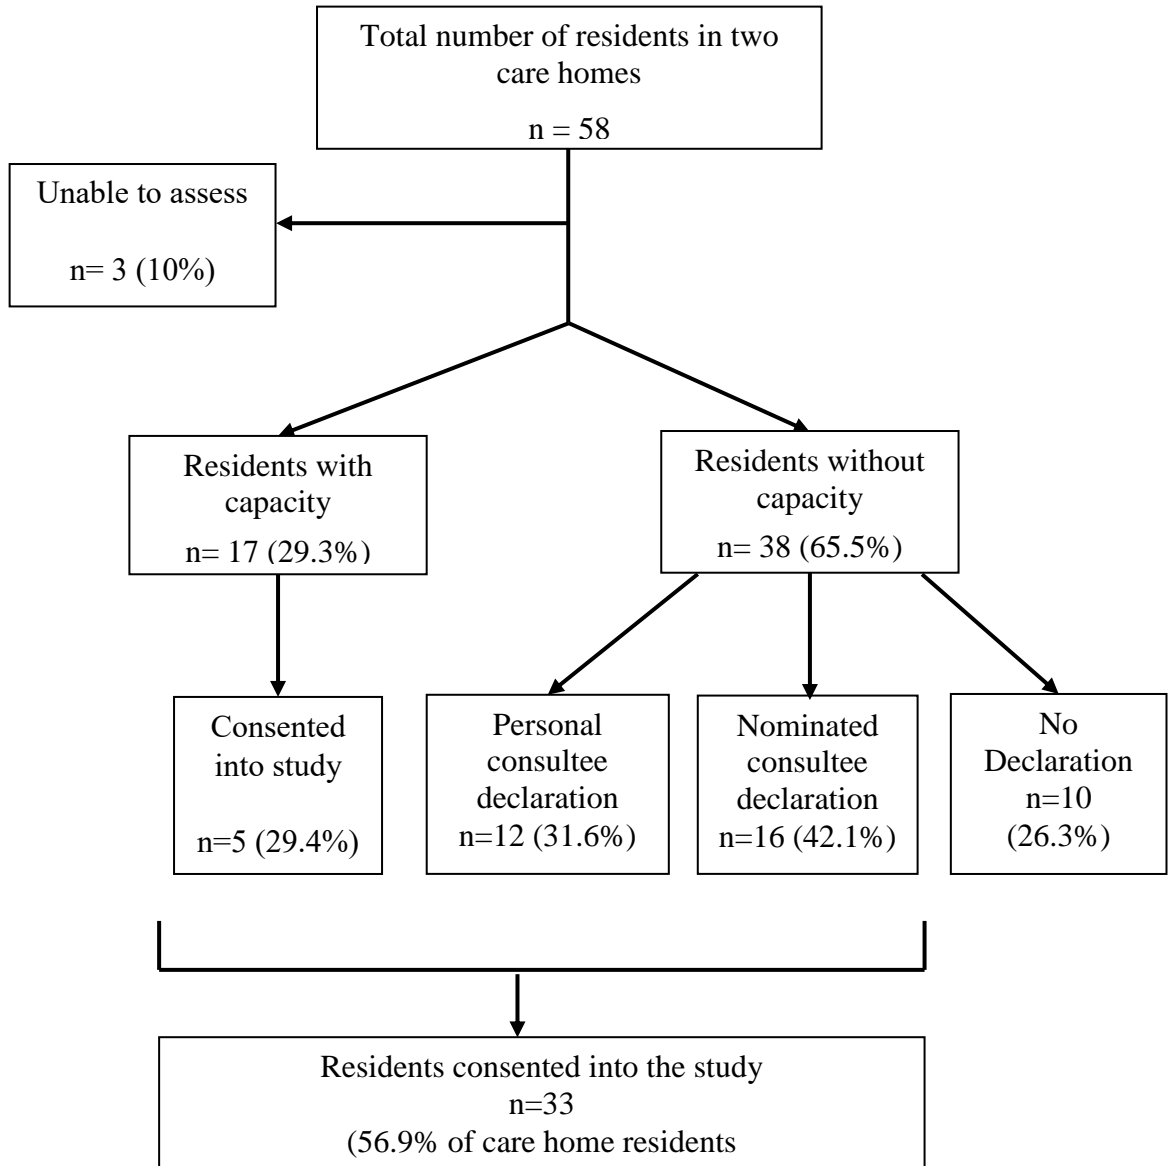 Total number of residents in two
care homes
n = 58
Unable to assess
n= 3 (10%)
Residents with
capacity
n= 17 (29.3%)
Residents without
capacity
n= 38 (65.5%)
Consented
into study
n=5 (29.4%)
Personal
consultee
declaration
n=12 (31.6%)
Nominated
consultee
declaration
n=16 (42.1%)
No
Declaration
n=10
(26.3%)
Residents consented into the study
n=33
(56.9% of care home residents